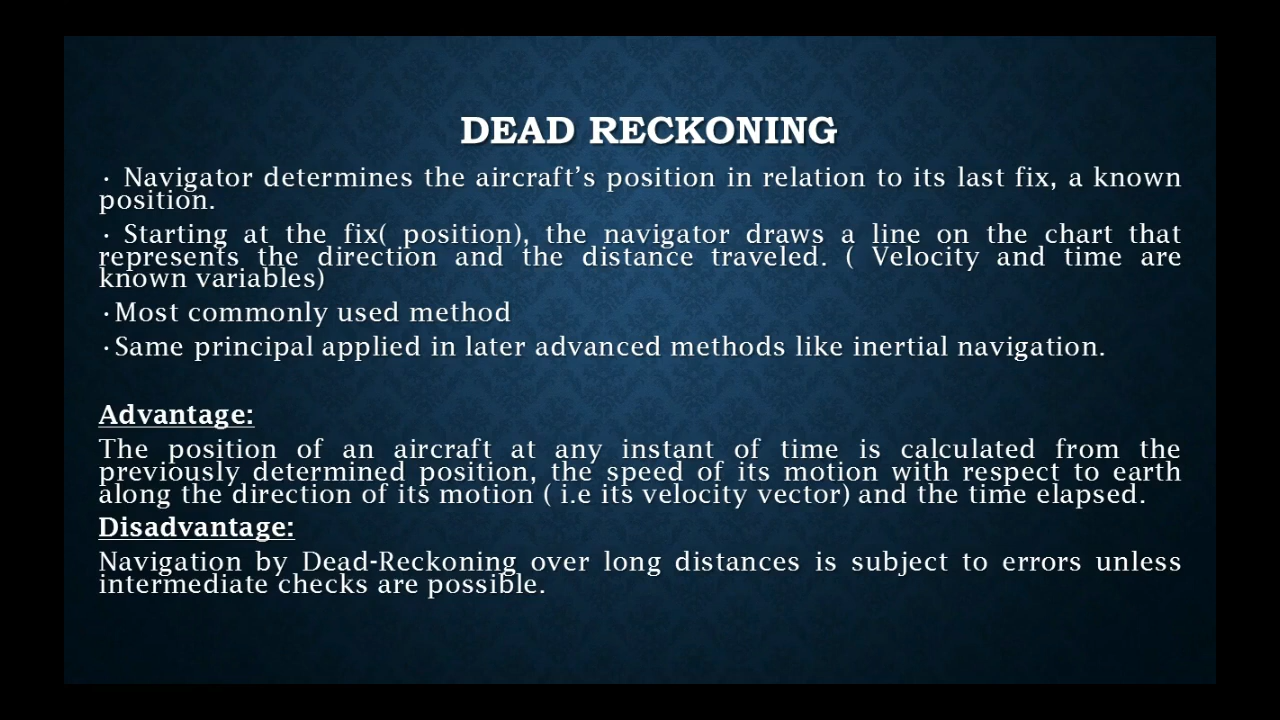 DEAD RECKONING
· Navigator determines the aircraft's position in relation to its last fix, a known
position.
· Starting at the fix( position), the navigator draws a line on the chart that
represents the direction and the distance traveled. ( Velocity and time are
known variables)
·Most commonly used method
·Same principal applied in later advanced methods like inertial navigation.
Advantage:
The position of an aircraft at any instant of time is calculated from the
previously determined position, the speed of its motion with respect to earth
along the direction of its motion ( i.e its velocity vector) and the time elapsed.
Disadvantage:
Navigation by Dead-Reckoning over long distances is subject to errors unless
intermediate checks are possible.